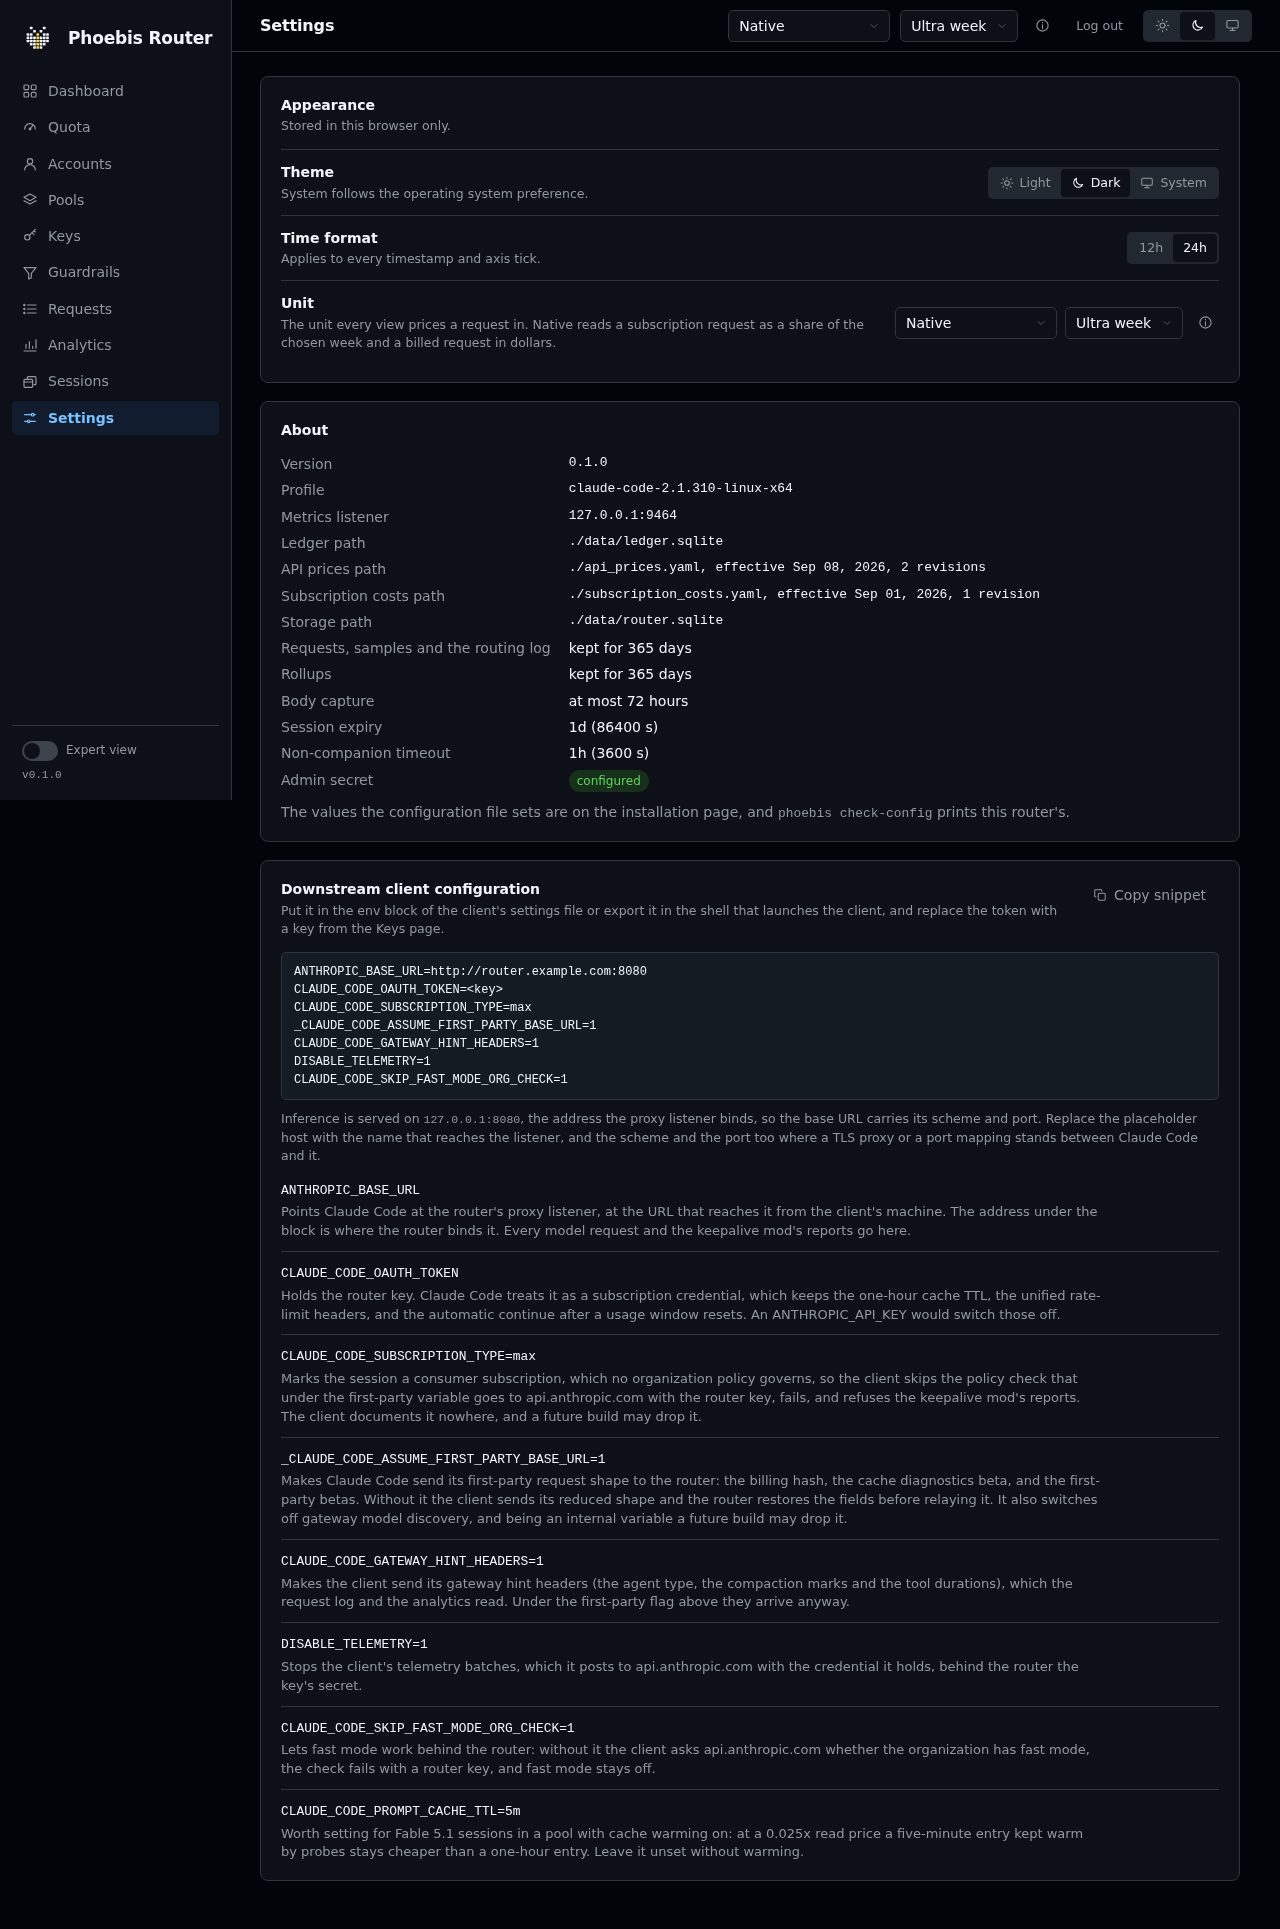 Phoebis Router
Dashboard
Quota
Accounts
Pools
Keys
Guardrails
Requests
Analytics
Sessions
Settings
Expert view
v0.1.0
Settings
Native
Ultra week
Log out
Appearance
Stored in this browser only.
Theme
System follows the operating system preference.
Light
Dark
System
Time format
Applies to every timestamp and axis tick.
12h
24h
Unit
The unit every view prices a request in. Native reads a subscription request as a share of the
chosen week and a billed request in dollars.
Native
Ultra week
About
Version 0.1.0
Profile claude-code-2.1.310-linux-x64
Metrics listener 127.0.0.1:9464
Ledger path ./data/ledger.sqlite
API prices path ./api_prices.yaml, effective Sep 08, 2026, 2 revisions
Subscription costs path ./subscription_costs.yaml, effective Sep 01, 2026, 1 revision
Storage path ./data/router.sqlite
Requests, samples and the routing log kept for 365 days
Rollups kept for 365 days
Body capture at most 72 hours
Session expiry 1d (86400 s)
Non-companion timeout 1h (3600 s)
Admin secret configured
The values the configuration file sets are on the installation page, and phoebis check-config prints this router's.
Downstream client configuration
Put it in the env block of the client's settings file or export it in the shell that launches the client, and replace the token with
a key from the Keys page.
Copy snippet
ANTHROPIC_BASE_URL=http://router.example.com:8080
CLAUDE_CODE_OAUTH_TOKEN=<key>
CLAUDE_CODE_SUBSCRIPTION_TYPE=max
_CLAUDE_CODE_ASSUME_FIRST_PARTY_BASE_URL=1
CLAUDE_CODE_GATEWAY_HINT_HEADERS=1
DISABLE_TELEMETRY=1
CLAUDE_CODE_SKIP_FAST_MODE_ORG_CHECK=1
Inference is served on 127.0.0.1:8080, the address the proxy listener binds, so the base URL carries its scheme and port. Replace the placeholder
host with the name that reaches the listener, and the scheme and the port too where a TLS proxy or a port mapping stands between Claude Code
and it.
ANTHROPIC_BASE_URL
Points Claude Code at the router's proxy listener, at the URL that reaches it from the client's machine. The address under the
block is where the router binds it. Every model request and the keepalive mod's reports go here.
CLAUDE_CODE_OAUTH_TOKEN
Holds the router key. Claude Code treats it as a subscription credential, which keeps the one-hour cache TTL, the unified rate-
limit headers, and the automatic continue after a usage window resets. An ANTHROPIC_API_KEY would switch those off.
CLAUDE_CODE_SUBSCRIPTION_TYPE=max
Marks the session a consumer subscription, which no organization policy governs, so the client skips the policy check that
under the first-party variable goes to api.anthropic.com with the router key, fails, and refuses the keepalive mod's reports.
The client documents it nowhere, and a future build may drop it.
_CLAUDE_CODE_ASSUME_FIRST_PARTY_BASE_URL=1
Makes Claude Code send its first-party request shape to the router: the billing hash, the cache diagnostics beta, and the first-
party betas. Without it the client sends its reduced shape and the router restores the fields before relaying it. It also switches
off gateway model discovery, and being an internal variable a future build may drop it.
CLAUDE_CODE_GATEWAY_HINT_HEADERS=1
Makes the client send its gateway hint headers (the agent type, the compaction marks and the tool durations), which the
request log and the analytics read. Under the first-party flag above they arrive anyway.
DISABLE_TELEMETRY=1
Stops the client's telemetry batches, which it posts to api.anthropic.com with the credential it holds, behind the router the
key's secret.
CLAUDE_CODE_SKIP_FAST_MODE_ORG_CHECK=1
Lets fast mode work behind the router: without it the client asks api.anthropic.com whether the organization has fast mode,
the check fails with a router key, and fast mode stays off.
CLAUDE_CODE_PROMPT_CACHE_TTL=5m
Worth setting for Fable 5.1 sessions in a pool with cache warming on: at a 0.025x read price a five-minute entry kept warm
by probes stays cheaper than a one-hour entry. Leave it unset without warming.